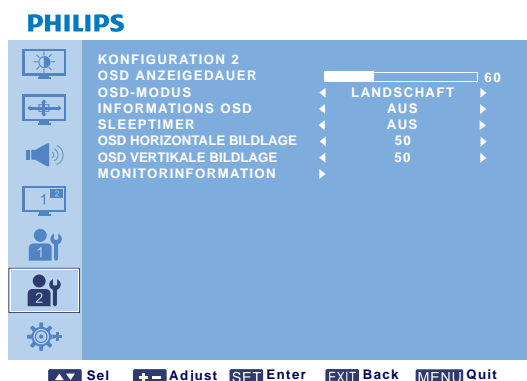 PHILIPS
KONFIGURATION 2
OSD ANZEIGEDAUER 60
OSD-MODUS LANDSCHAFT
INFORMATIONS OSD AUS
SLEEPTIMER AUS
OSD HORIZONTALE BILDLAGE 50
OSD VERTIKALE BILDLAGE 50
MONITORINFORMATION
1 2
1
2
Sel Adjust SET Enter EXIT Back MENU Quit